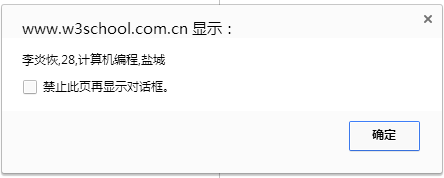 www.w3school.com.cn 显示：
李炎恢,28,计算机编程,盐城
禁止此页再显示对话框。
确定